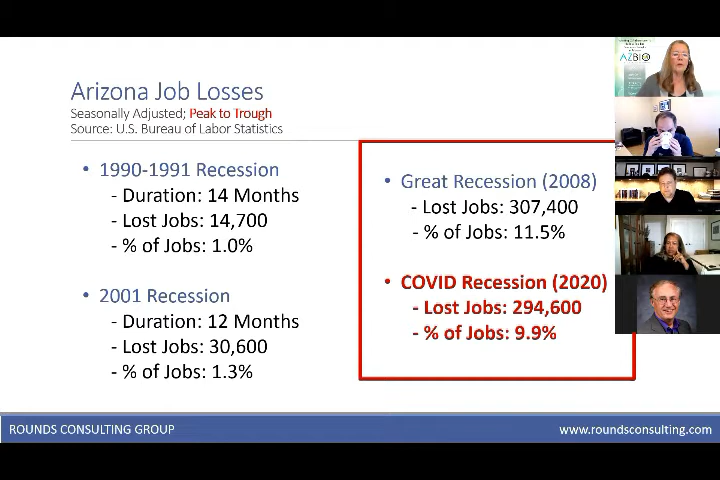 Arizona Job Losses
Seasonally Adjusted; Peak to Trough
Source: U.S. Bureau of Labor Statistics
• 1990-1991 Recession
- Duration: 14 Months
- Lost Jobs: 14,700
- % of Jobs: 1.0%
• 2001 Recession
- Duration: 12 Months
- Lost Jobs: 30,600
- % of Jobs: 1.3%
• Great Recession (2008)
- Lost Jobs: 307,400
- % of Jobs: 11.5%
• COVID Recession (2020)
- Lost Jobs: 294,600
- % of Jobs: 9.9%
AZBIO
ROUNDS CONSULTING GROUP
www.roundsconsulting.com